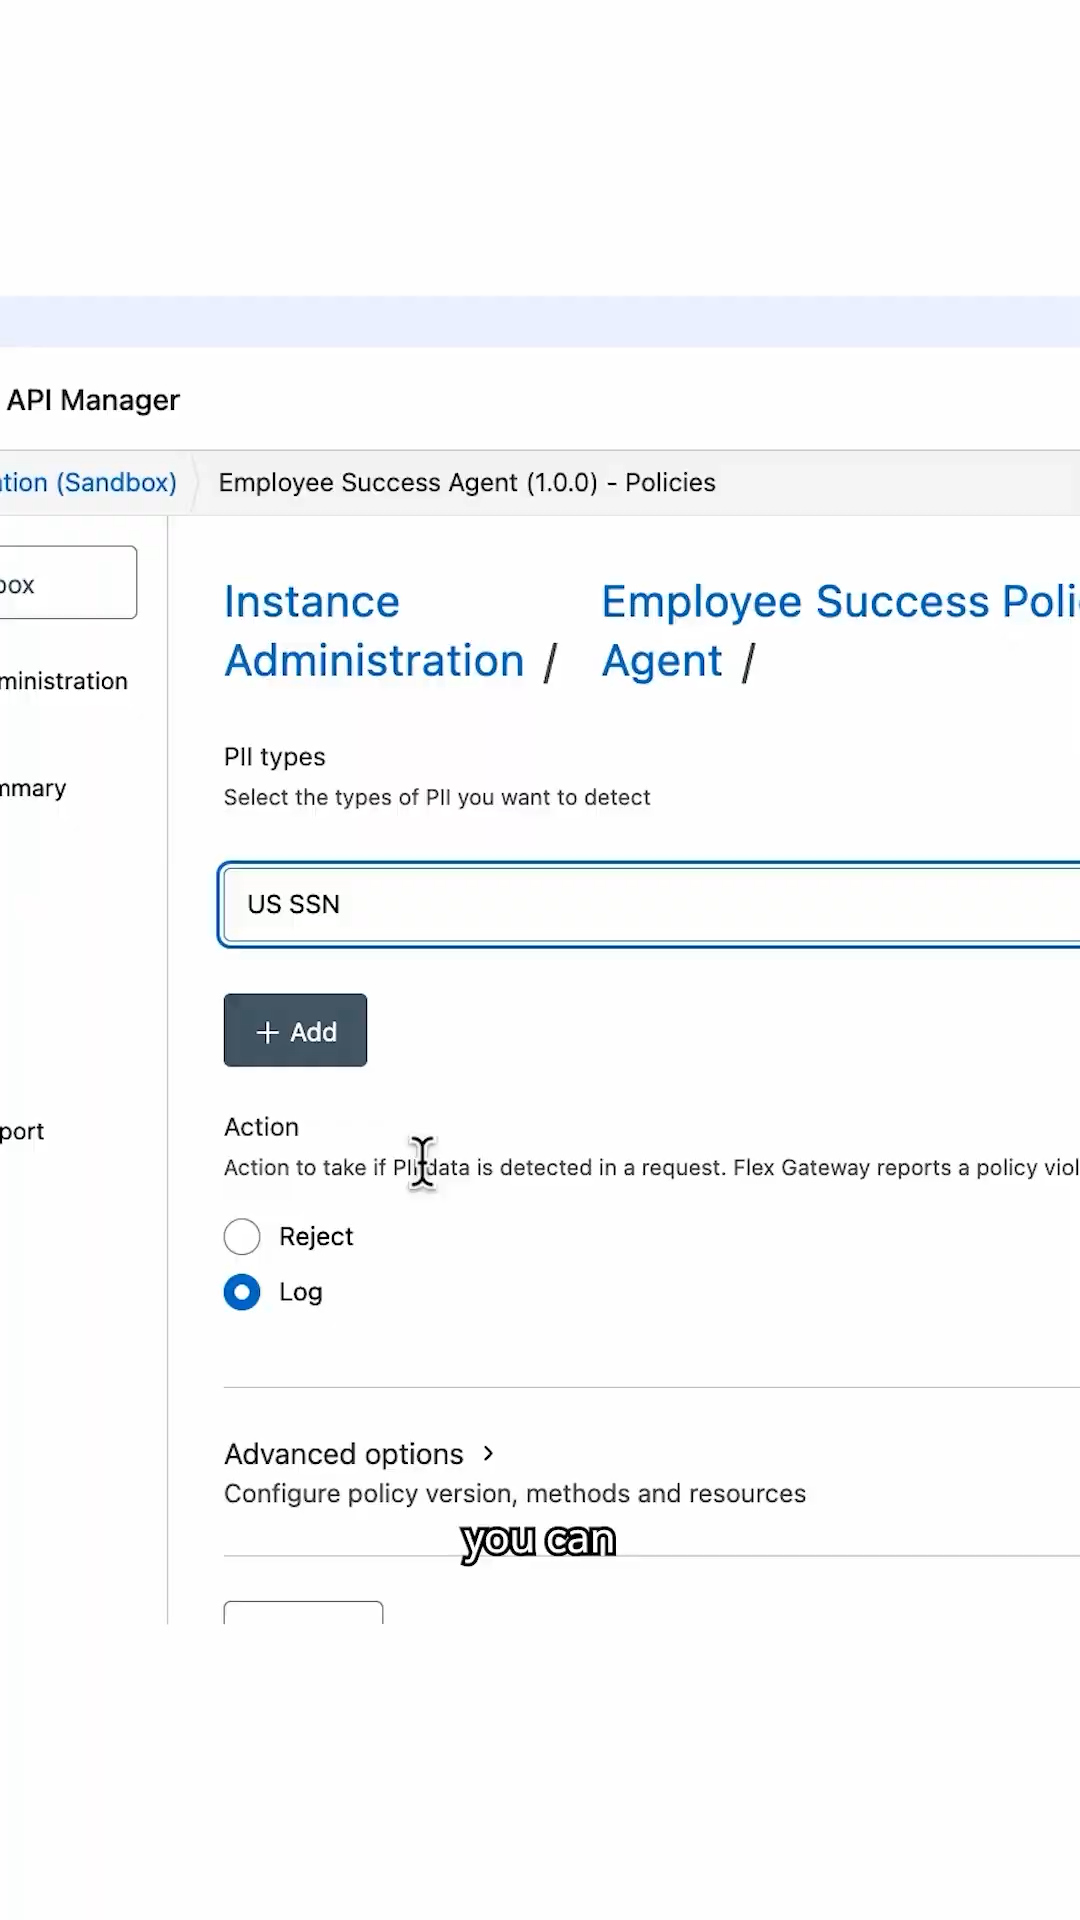 API Manager
ation (Sandbox)
Employee Success Agent (1.0.0) - Policies
box
Instance
Administration /
Employee Success
Agent /
Poli
ministration
PII types
Select the types of PII you want to detect
mmary
US SSN
+ Add
Action
port
Action to take if PII data is detected in a request. Flex Gateway reports a policy viol
Reject
Log
Advanced options >
Configure policy version, methods and resources
you can